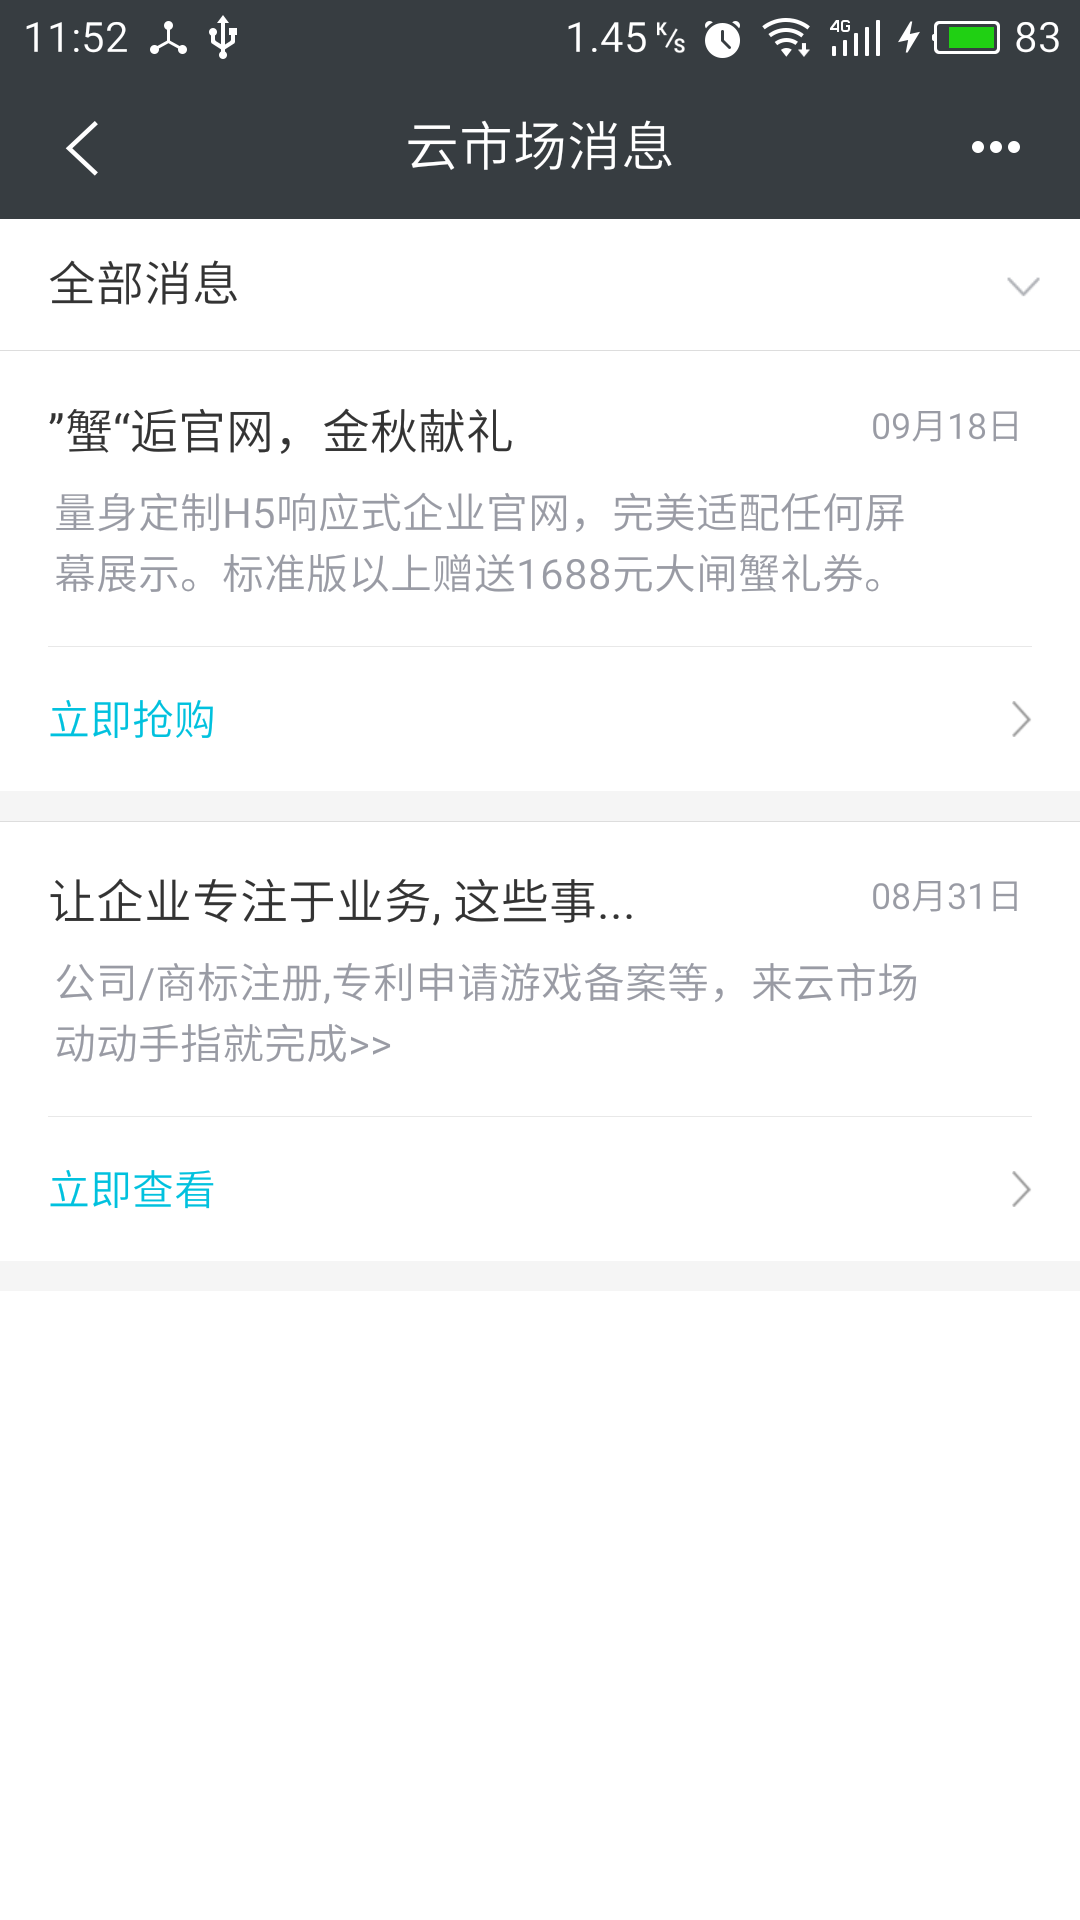 11:52
1.45 K/S
4G
83
云市场消息
全部消息
”蟹“逅官网，金秋献礼
09月18日
量身定制H5响应式企业官网，完美适配任何屏
幕展示。标准版以上赠送1688元大闸蟹礼券。
立即抢购
让企业专注于业务, 这些事...
08月31日
公司/商标注册,专利申请游戏备案等，来云市场
动动手指就完成>>
立即查看